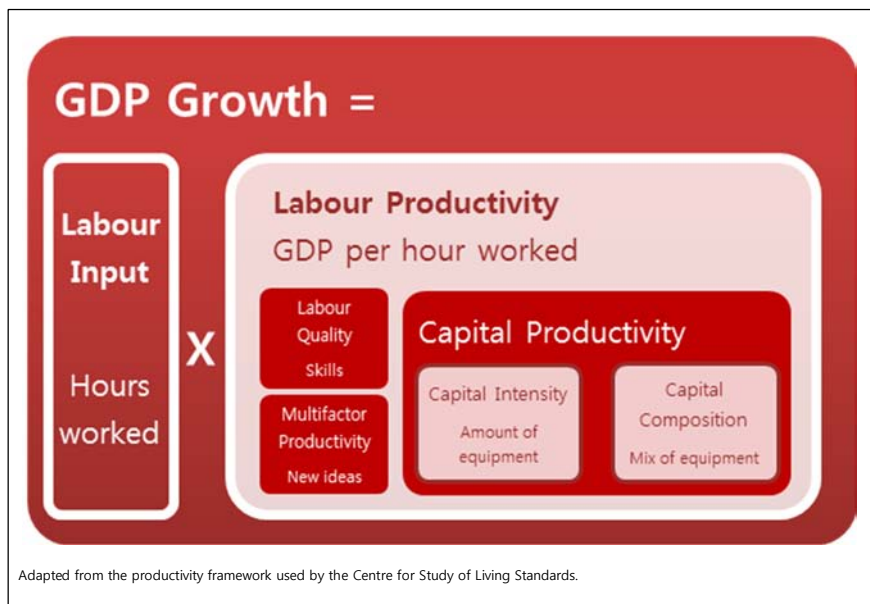 GDP Growth =
Labour
Input
Hours
worked
X
Labour Productivity
GDP per hour worked
Labour
Quality
Skills
Multifactor
Productivity
New ideas
Capital Productivity
Capital Intensity
Amount of
equipment
Capital
Composition
Mix of equipment
Adapted from the productivity framework used by the Centre for Study of Living Standards.